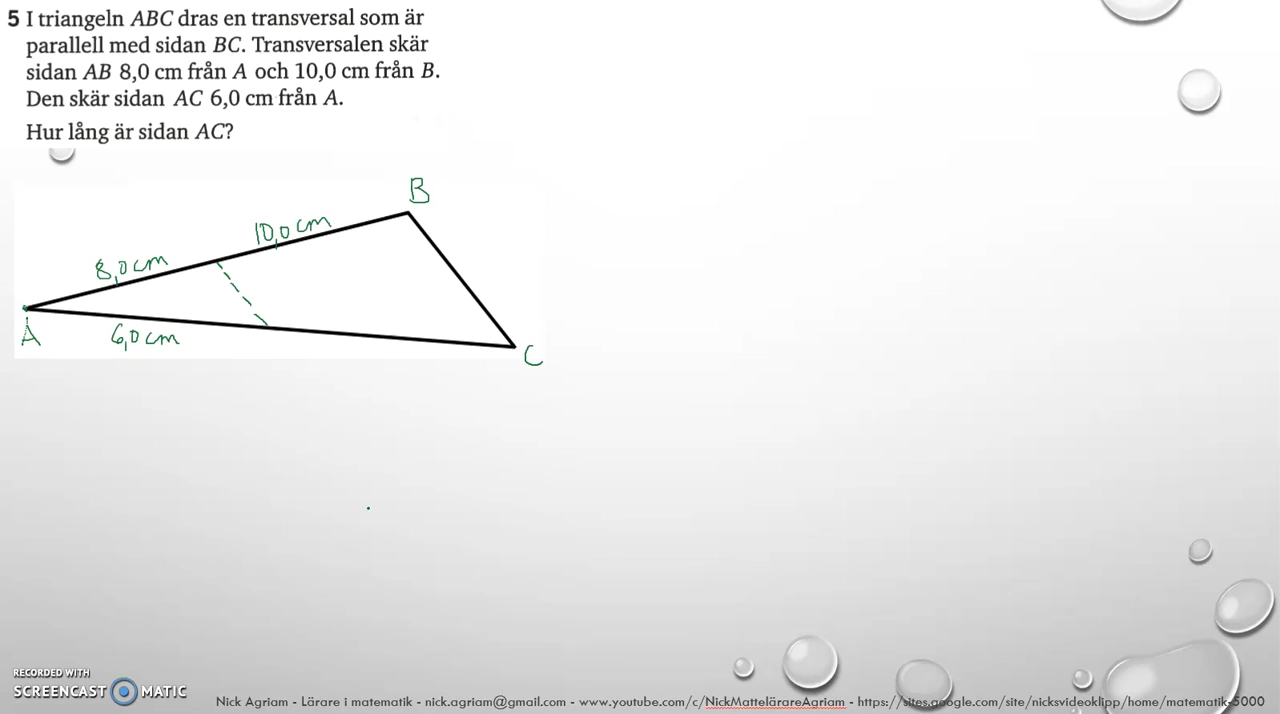 5 I triangeln ABC dras en transversal som är
parallell med sidan BC. Transversalen skär
sidan AB 8,0 cm från A och 10,0 cm från B.
Den skär sidan AC 6,0 cm från A.
Hur lång är sidan AC?
B
10,0 cm
8,0 cm
A
6,0 cm
C
RECORDED WITH
SCREENCAST MATIC
Nick Agriam - Lärare i matematik - nick.agriam@gmail.com - www.youtube.com/c/NickMattelärareAgriam - https://sites.google.com/site/nicksvideoklipp/home/matematik-5000